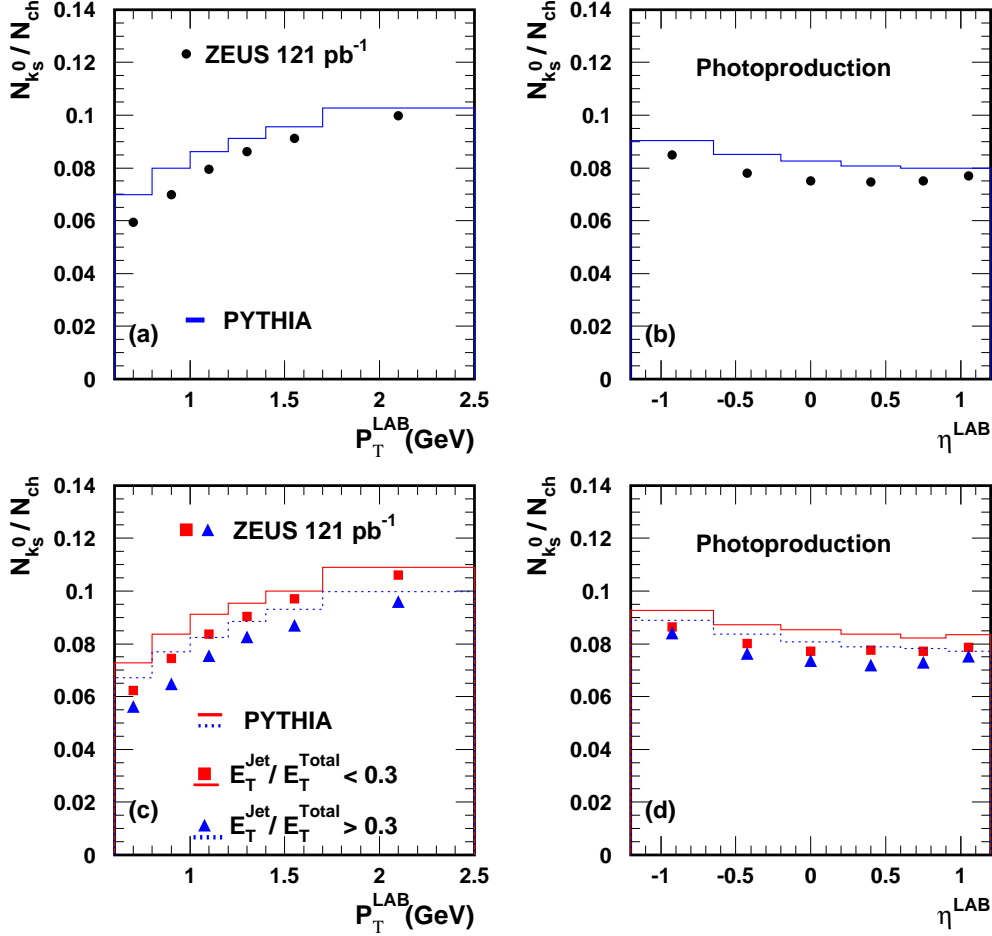 N_{k_S^0} / N_{ch}
0.14
0.12
0.1
0.08
0.06
0.04
0.02
0
ZEUS 121 pb^{-1}
PYTHIA
(a)
1 1.5 2 2.5
P_T^{LAB} (GeV)
N_{k_S^0} / N_{ch}
0.14
0.12
0.1
0.08
0.06
0.04
0.02
0
Photoproduction
(b)
-1 -0.5 0 0.5 1
η^{LAB}
N_{k_S^0} / N_{ch}
0.14
0.12
0.1
0.08
0.06
0.04
0.02
0
ZEUS 121 pb^{-1}
PYTHIA
E_T^{Jet} / E_T^{Total} < 0.3
E_T^{Jet} / E_T^{Total} > 0.3
(c)
1 1.5 2 2.5
P_T^{LAB} (GeV)
N_{k_S^0} / N_{ch}
0.14
0.12
0.1
0.08
0.06
0.04
0.02
0
Photoproduction
(d)
-1 -0.5 0 0.5 1
η^{LAB}